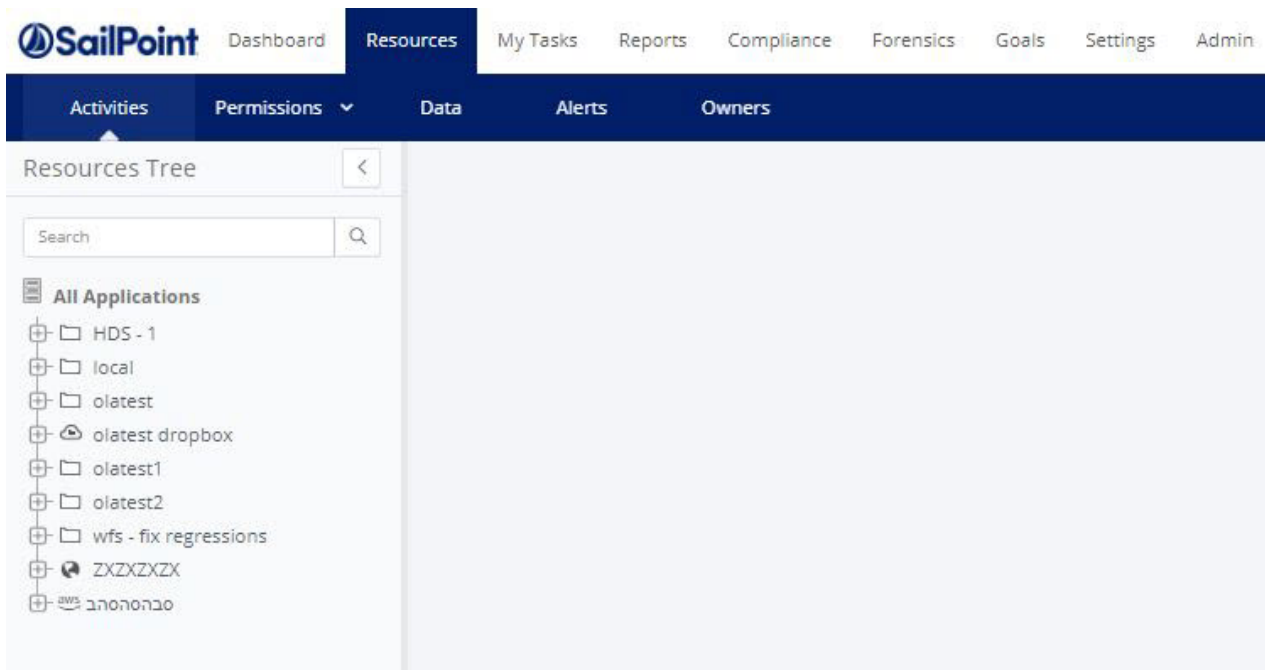 SailPoint Dashboard Resources My Tasks Reports Compliance Forensics Goals Settings Admin
Activities Permissions Data Alerts Owners
Resources Tree
Search
All Applications
HDS - 1
local
olatest
olatest dropbox
olatest1
olatest2
wfs - fix regressions
ZXZXZXZX
aws סבהסהסהב